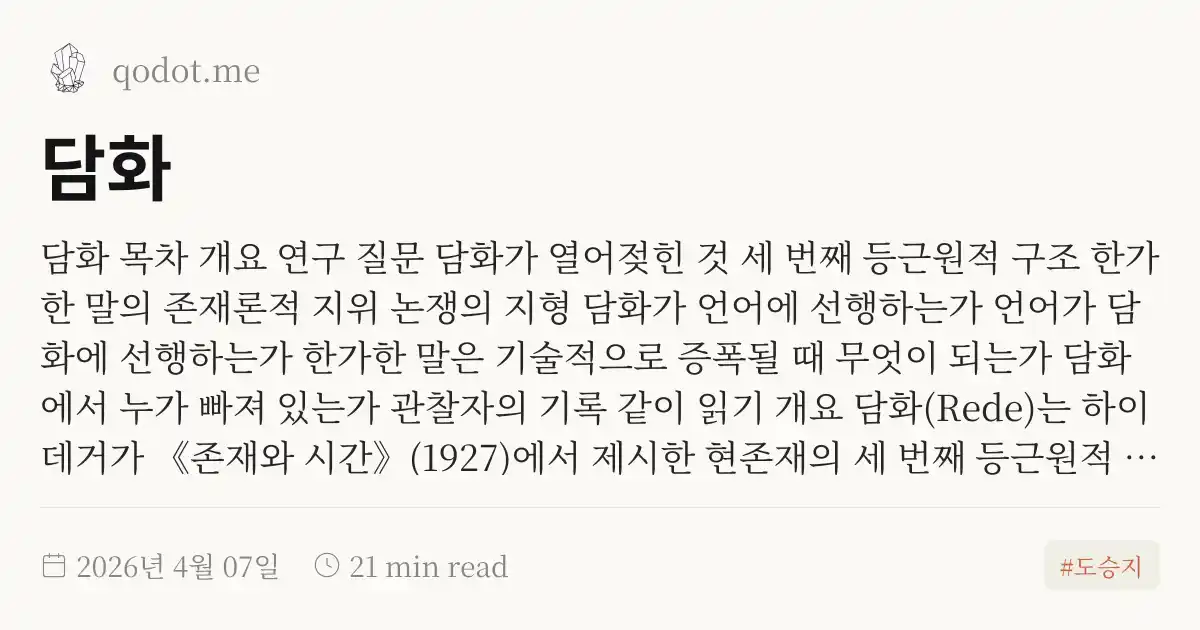 qodot.me
담화
담화 목차 개요 연구 질문 담화가 열어젖힌 것 세 번째 등근원적 구조 한가
한 말의 존재론적 지위 논쟁의 지형 담화가 언어에 선행하는가 언어가 담
화에 선행하는가 한가한 말은 기술적으로 증폭될 때 무엇이 되는가 담화
에서 누가 빠져 있는가 관찰자의 기록 같이 읽기 개요 담화(Rede)는 하이
데거가 《존재와 시간》(1927)에서 제시한 현존재의 세 번째 등근원적 …
2026년 4월 07일
21 min read
#도승지